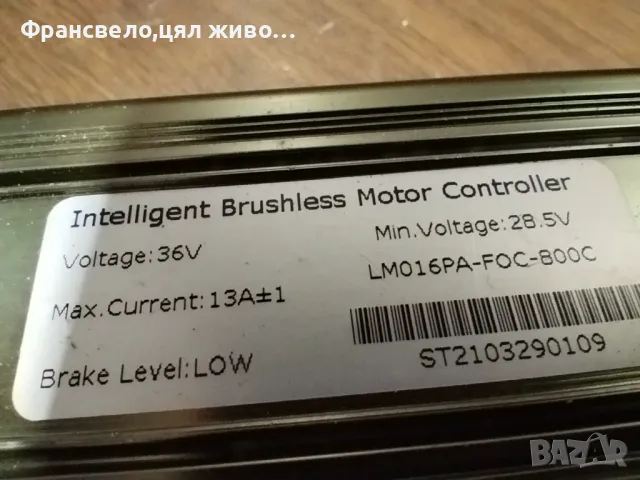 Франсвело,цял живо...
Intelligent Brushless Motor Controller
Voltage:36V
Min.Voltage:28.5V
LM016PA-FOC-800C
Max.Current:13A±1
Brake Level:LOW
ST2103290109
BAZAR